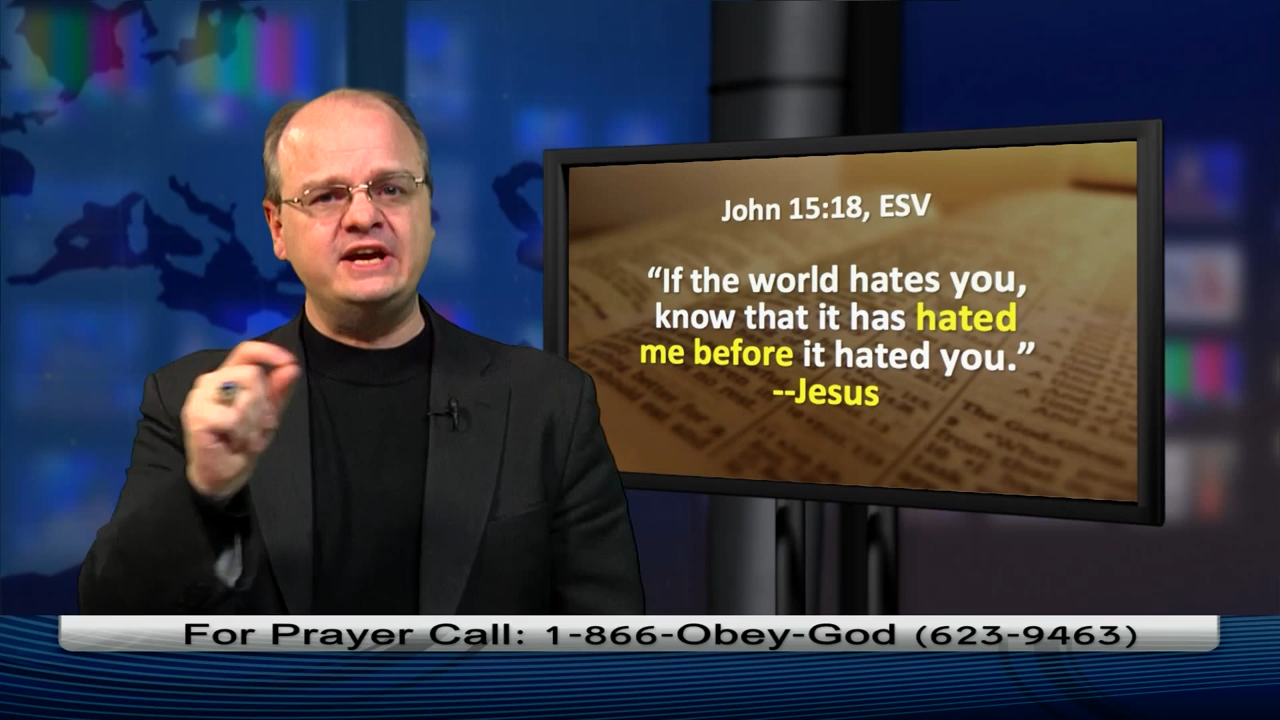 John 15:18, ESV
“If the world hates you,
know that it has hated
me before it hated you.”
--Jesus
For Prayer Call: 1-866-Obey-God (623-9463)